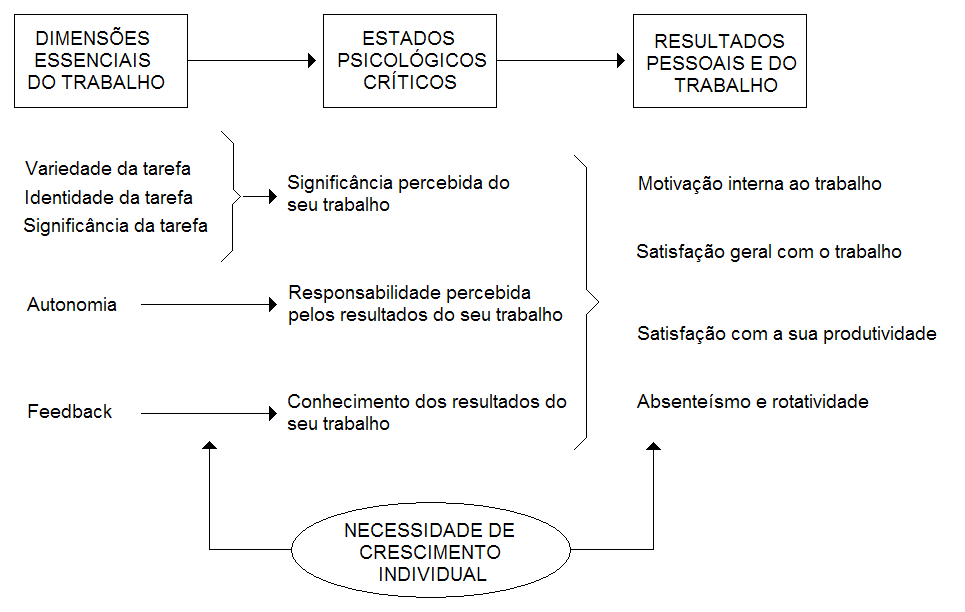 DIMENSÕES
ESSENCIAIS
DO TRABALHO
ESTADOS
PSICOLÓGICOS
CRÍTICOS
RESULTADOS
PESSOAIS E DO
TRABALHO
Variedade da tarefa
Identidade da tarefa
Significância da tarefa
Significância percebida do
seu trabalho
Motivação interna ao trabalho
Satisfação geral com o trabalho
Autonomia
Responsabilidade percebida
pelos resultados do seu trabalho
Satisfação com a sua produtividade
Feedback
Conhecimento dos resultados do
seu trabalho
Absenteísmo e rotatividade
NECESSIDADE DE
CRESCIMENTO
INDIVIDUAL